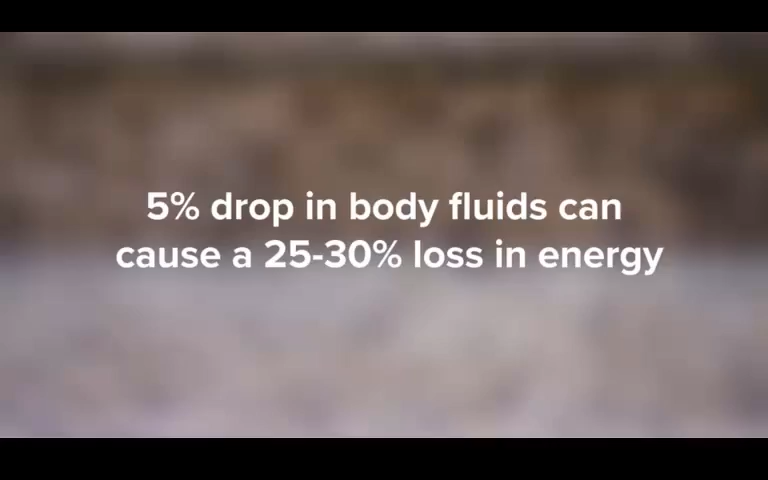 5% drop in body fluids can
cause a 25-30% loss in energy